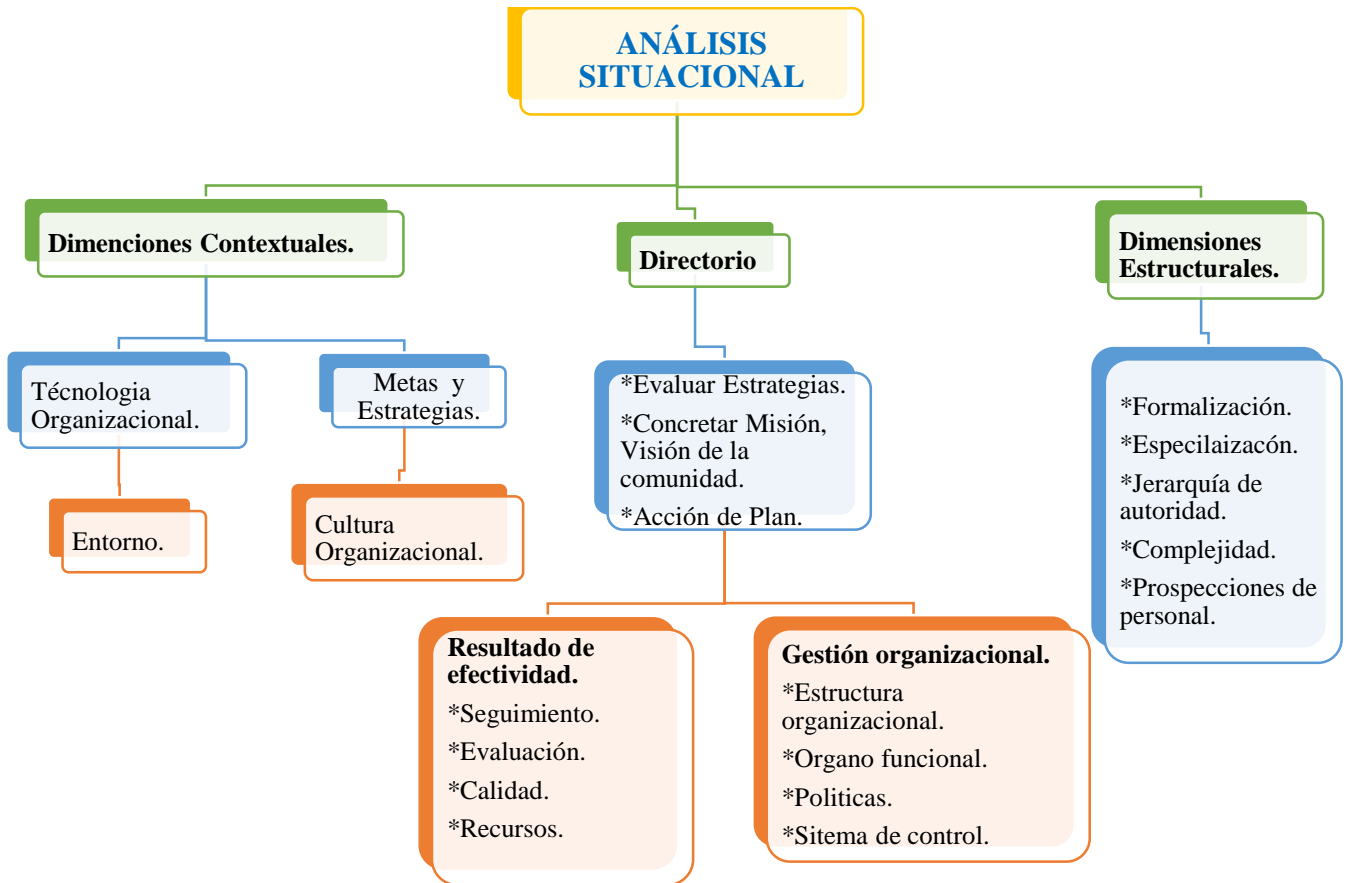 ANÁLISIS
SITUACIONAL
Dimenciones Contextuales.
Directorio
Dimensiones
Estructurales.
Técnologia
Organizacional.
Metas y
Estrategias.
*Evaluar Estrategias.
*Concretar Misión,
Visión de la
comunidad.
*Acción de Plan.
*Formalización.
*Especilaizacón.
*Jerarquía de
autoridad.
*Complejidad.
*Prospecciones de
personal.
Entorno.
Cultura
Organizacional.
Resultado de
efectividad.
*Seguimiento.
*Evaluación.
*Calidad.
*Recursos.
Gestión organizacional.
*Estructura
organizacional.
*Organo funcional.
*Politicas.
*Sitema de control.